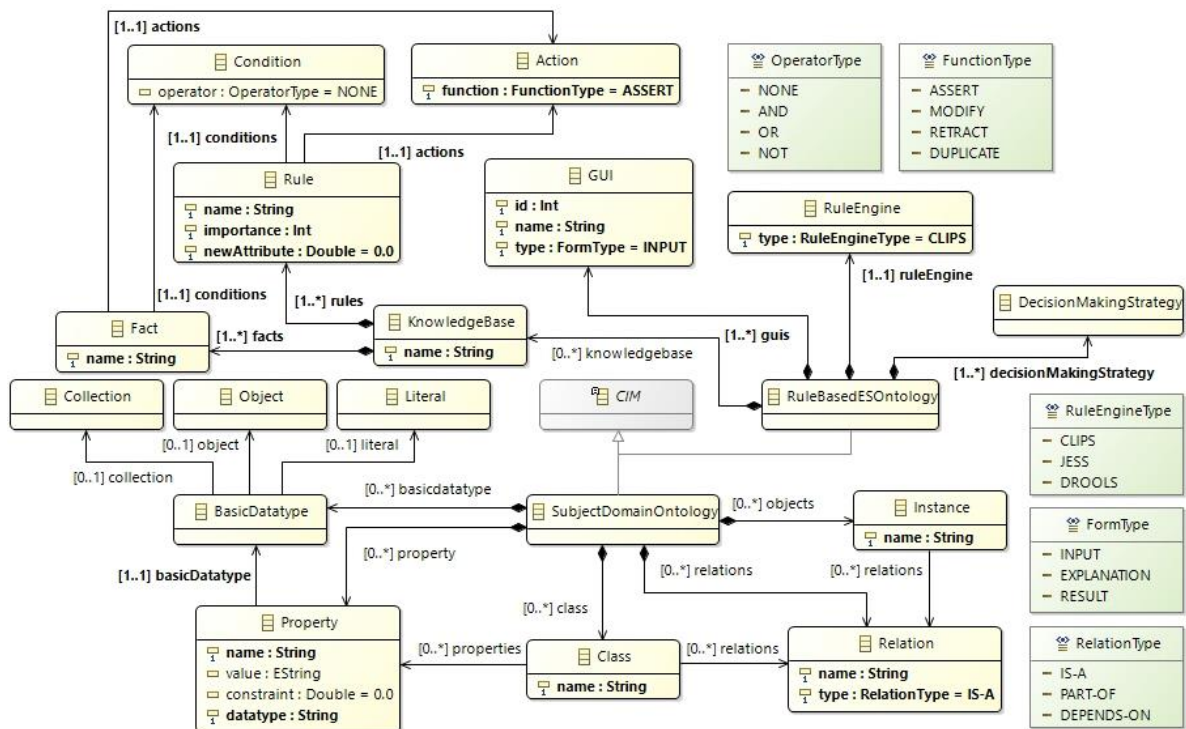 [1..1] actions
Condition
operator : OperatorType = NONE
Action
function : FunctionType = ASSERT
OperatorType
NONE
AND
OR
NOT
FunctionType
ASSERT
MODIFY
RETRACT
DUPLICATE
[1..1] conditions
[1..1] actions
Rule
name : String
importance : Int
newAttribute : Double = 0.0
GUI
id : Int
name : String
type : FormType = INPUT
RuleEngine
type : RuleEngineType = CLIPS
[1..1] conditions
[1..*] rules
[1..1] ruleEngine
Fact
name : String
[1..*] facts
KnowledgeBase
name : String
[0..*] knowledgebase
[1..*] guis
DecisionMakingStrategy
[1..*] decisionMakingStrategy
Collection
Object
Literal
CIM
RuleBasedESOntology
RuleEngineType
CLIPS
JESS
DROOLS
[0..1] object
[0..1] literal
[0..1] collection
BasicDatatype
[0..*] basicdatatype
SubjectDomainOntology
[0..*] objects
Instance
name : String
FormType
INPUT
EXPLANATION
RESULT
[0..*] property
[0..*] relations
[0..*] relations
[1..1] basicDatatype
[0..*] class
Property
name : String
value : EString
constraint : Double = 0.0
datatype : String
[0..*] properties
Class
name : String
[0..*] relations
Relation
name : String
type : RelationType = IS-A
RelationType
IS-A
PART-OF
DEPENDS-ON